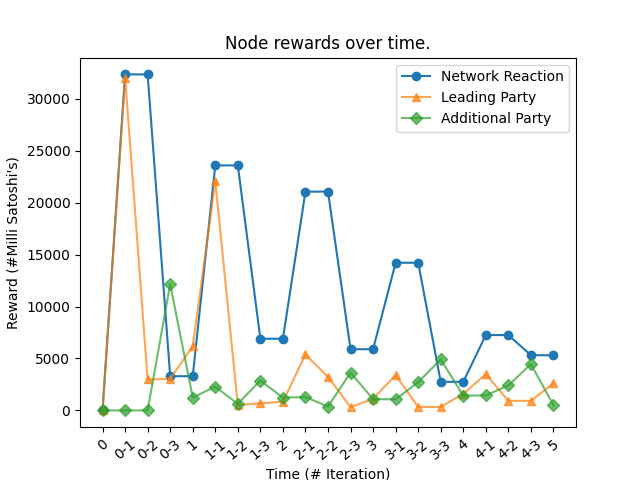 Node rewards over time.
Network Reaction
Leading Party
Additional Party
Reward (#Milli Satoshi's)
30000
25000
20000
15000
10000
5000
0
0 0-1 0-2 0-3 1 1-1 1-2 1-3 2 2-1 2-2 2-3 3 3-1 3-2 3-3 4 4-1 4-2 4-3 5
Time (# Iteration)